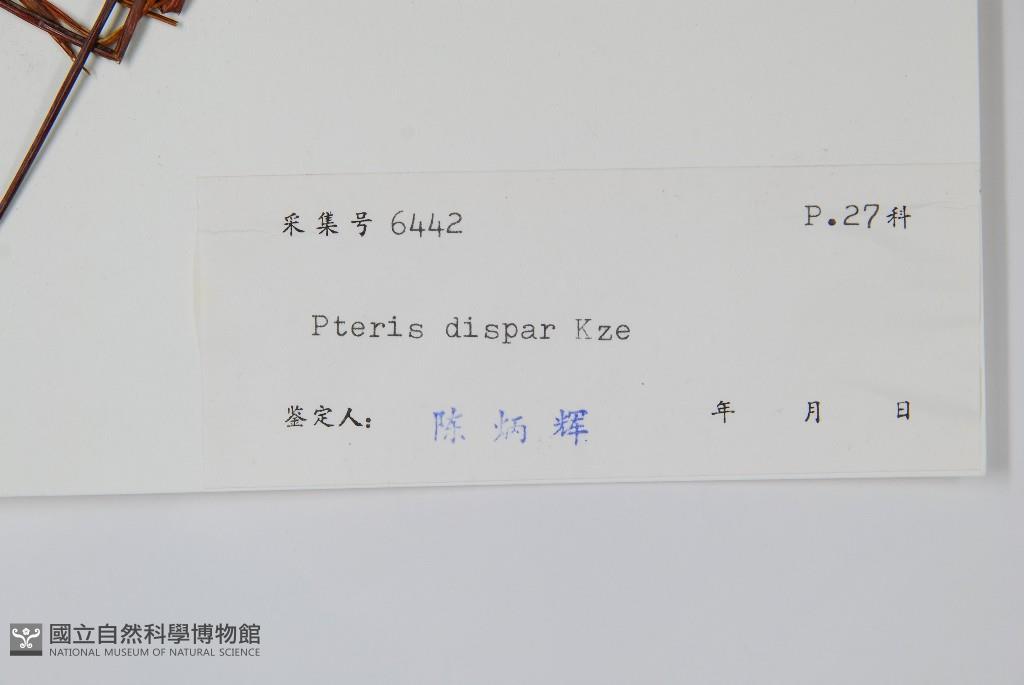 采集号 6442 P.27科
Pteris dispar Kze
鉴定人: 陈炳辉 年 月 日
國立自然科學博物館
NATIONAL MUSEUM OF NATURAL SCIENCE